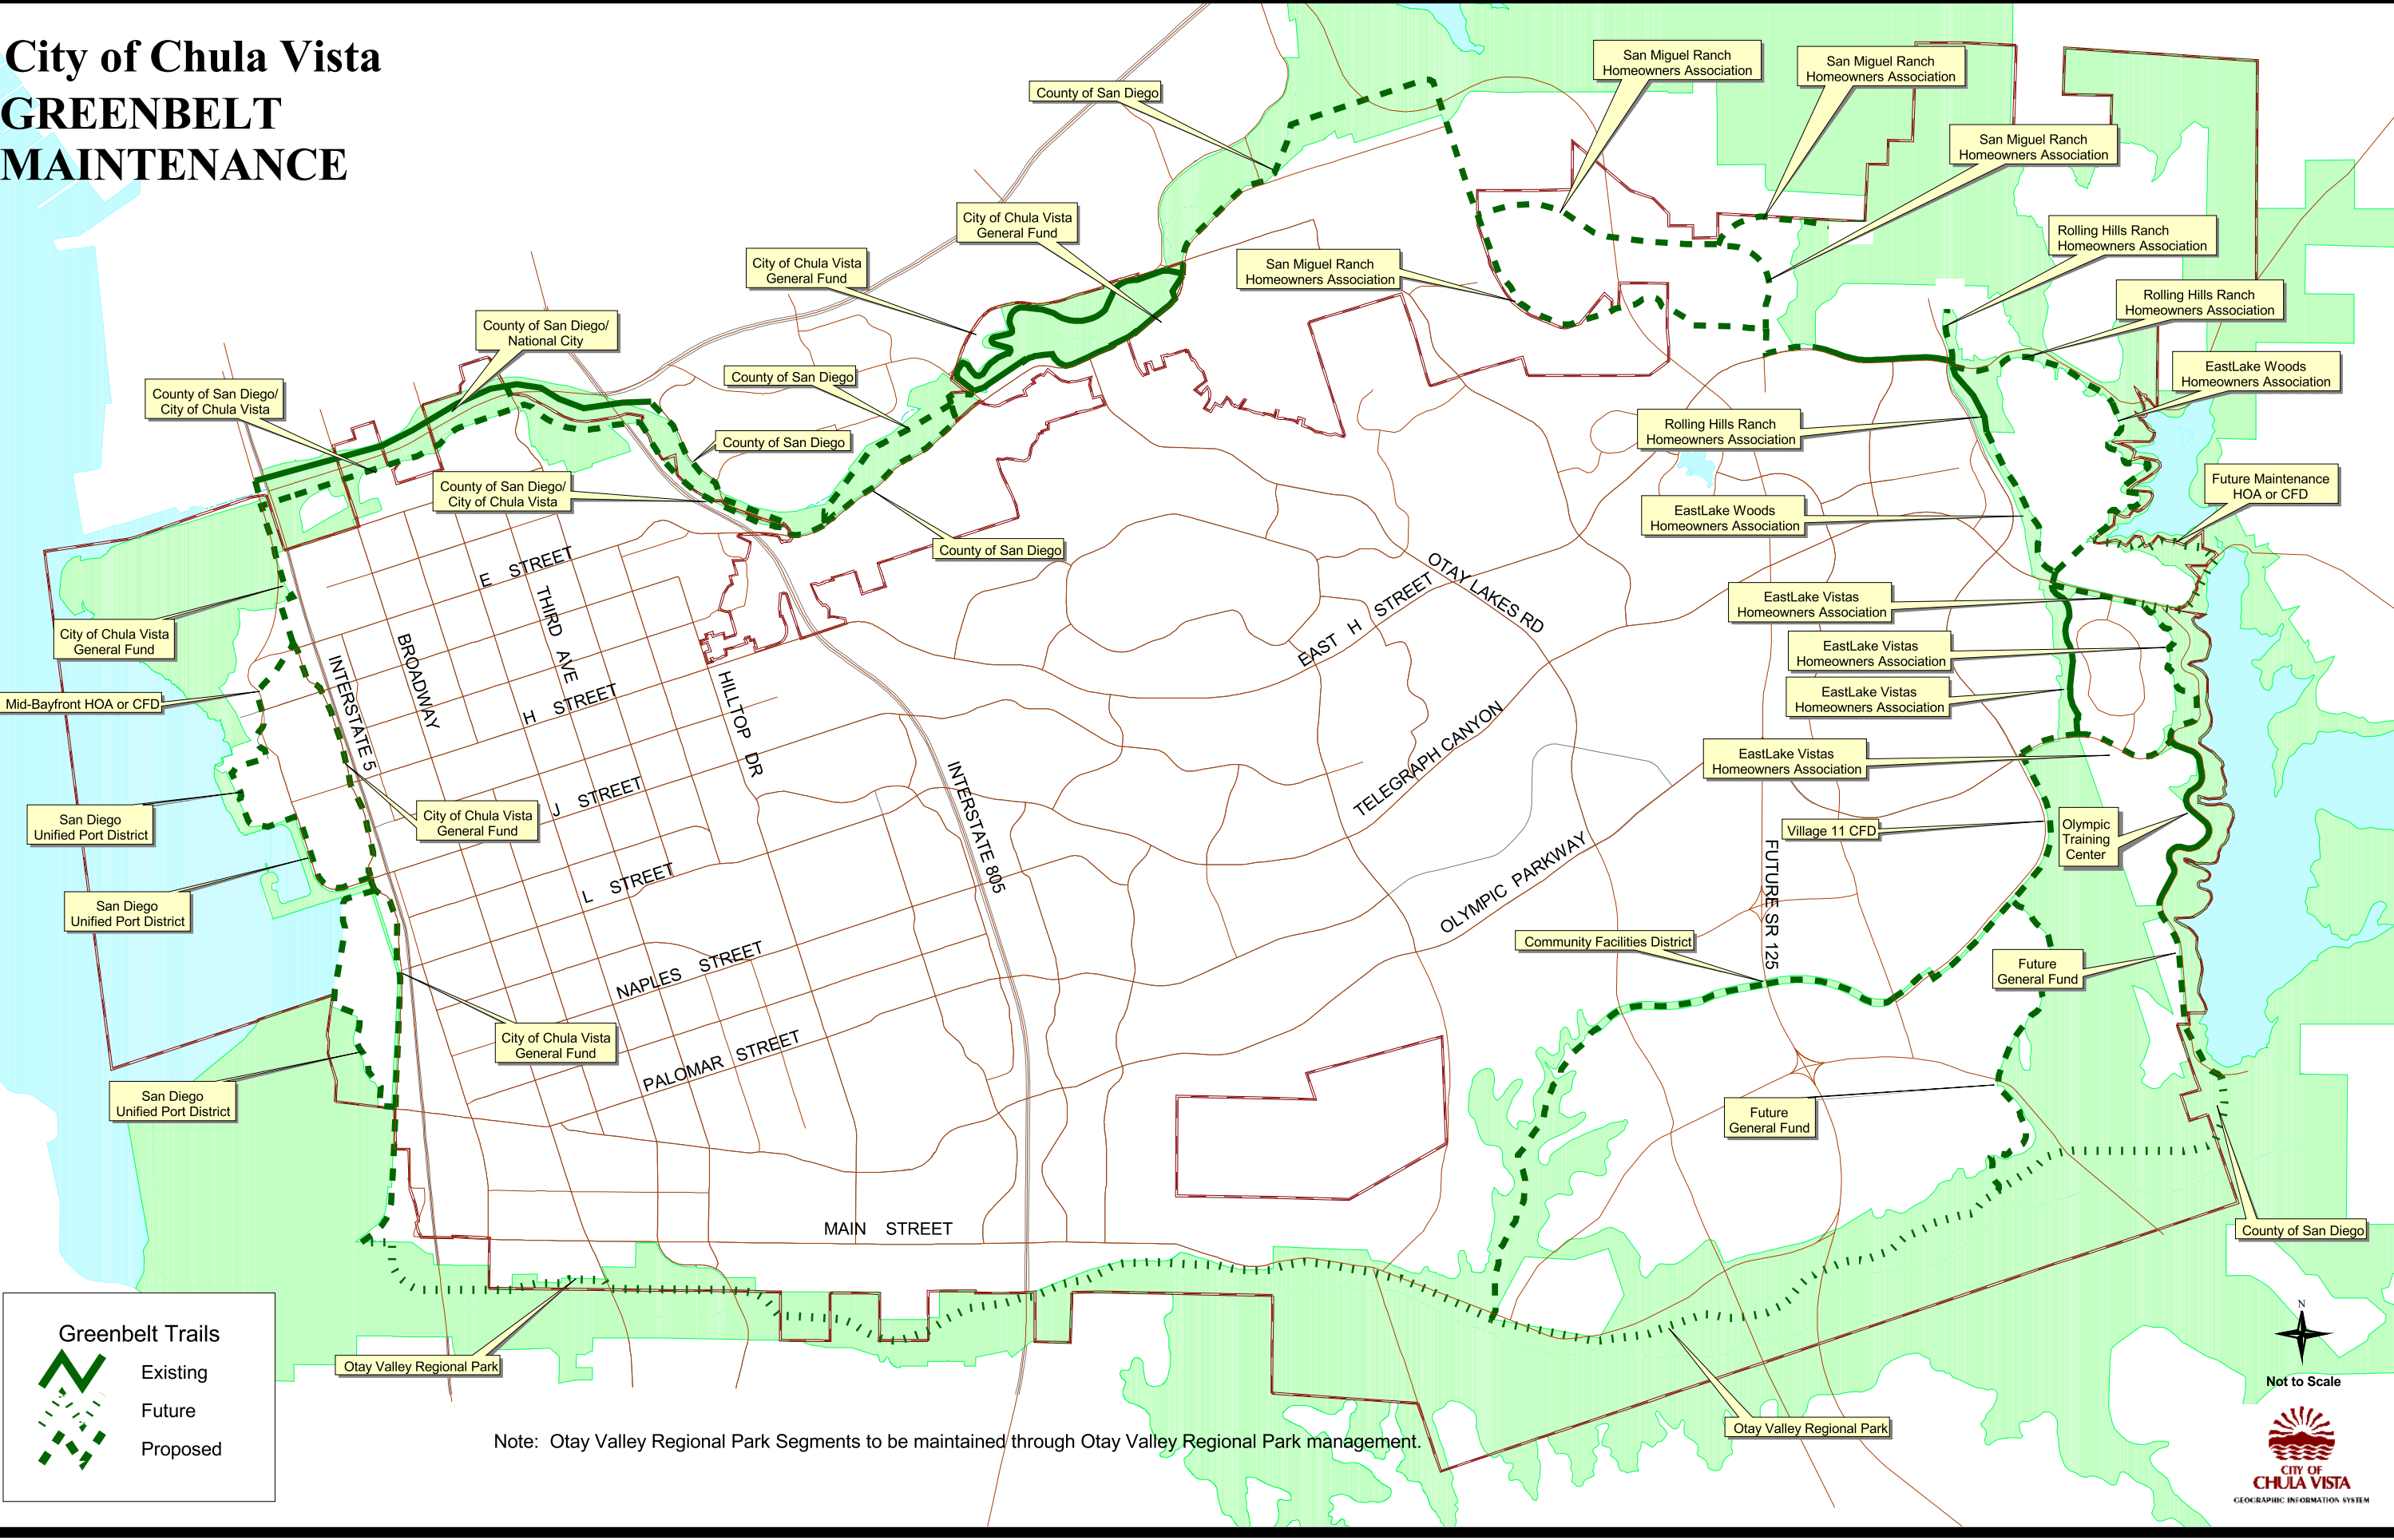 City of Chula Vista
GREENBELT
MAINTENANCE
County of San Diego
San Miguel Ranch
Homeowners Association
San Miguel Ranch
Homeowners Association
San Miguel Ranch
Homeowners Association
City of Chula Vista
General Fund
City of Chula Vista
General Fund
San Miguel Ranch
Homeowners Association
Rolling Hills Ranch
Homeowners Association
Rolling Hills Ranch
Homeowners Association
County of San Diego/
National City
County of San Diego
EastLake Woods
Homeowners Association
County of San Diego/
City of Chula Vista
County of San Diego
Rolling Hills Ranch
Homeowners Association
County of San Diego/
City of Chula Vista
Future Maintenance
HOA or CFD
EastLake Woods
Homeowners Association
County of San Diego
E STREET
THIRD AVE
OTAY LAKES RD
EAST H STREET
EastLake Vistas
Homeowners Association
City of Chula Vista
General Fund
BROADWAY
INTERSTATE 5
EastLake Vistas
Homeowners Association
Mid-Bayfront HOA or CFD
H STREET
HILLTOP DR
EastLake Vistas
Homeowners Association
TELEGRAPH CANYON
EastLake Vistas
Homeowners Association
INTERSTATE 805
J STREET
San Diego
Unified Port District
City of Chula Vista
General Fund
Village 11 CFD
Olympic
Training
Center
OLYMPIC PARKWAY
FUTURE SR 125
L STREET
San Diego
Unified Port District
Community Facilities District
Future
General Fund
NAPLES STREET
City of Chula Vista
General Fund
PALOMAR STREET
San Diego
Unified Port District
Future
General Fund
MAIN STREET
County of San Diego
Greenbelt Trails
Existing
Future
Proposed
Otay Valley Regional Park
N
Not to Scale
Otay Valley Regional Park
Note: Otay Valley Regional Park Segments to be maintained through Otay Valley Regional Park management.
CITY OF
CHULA VISTA
GEOGRAPHIC INFORMATION SYSTEM